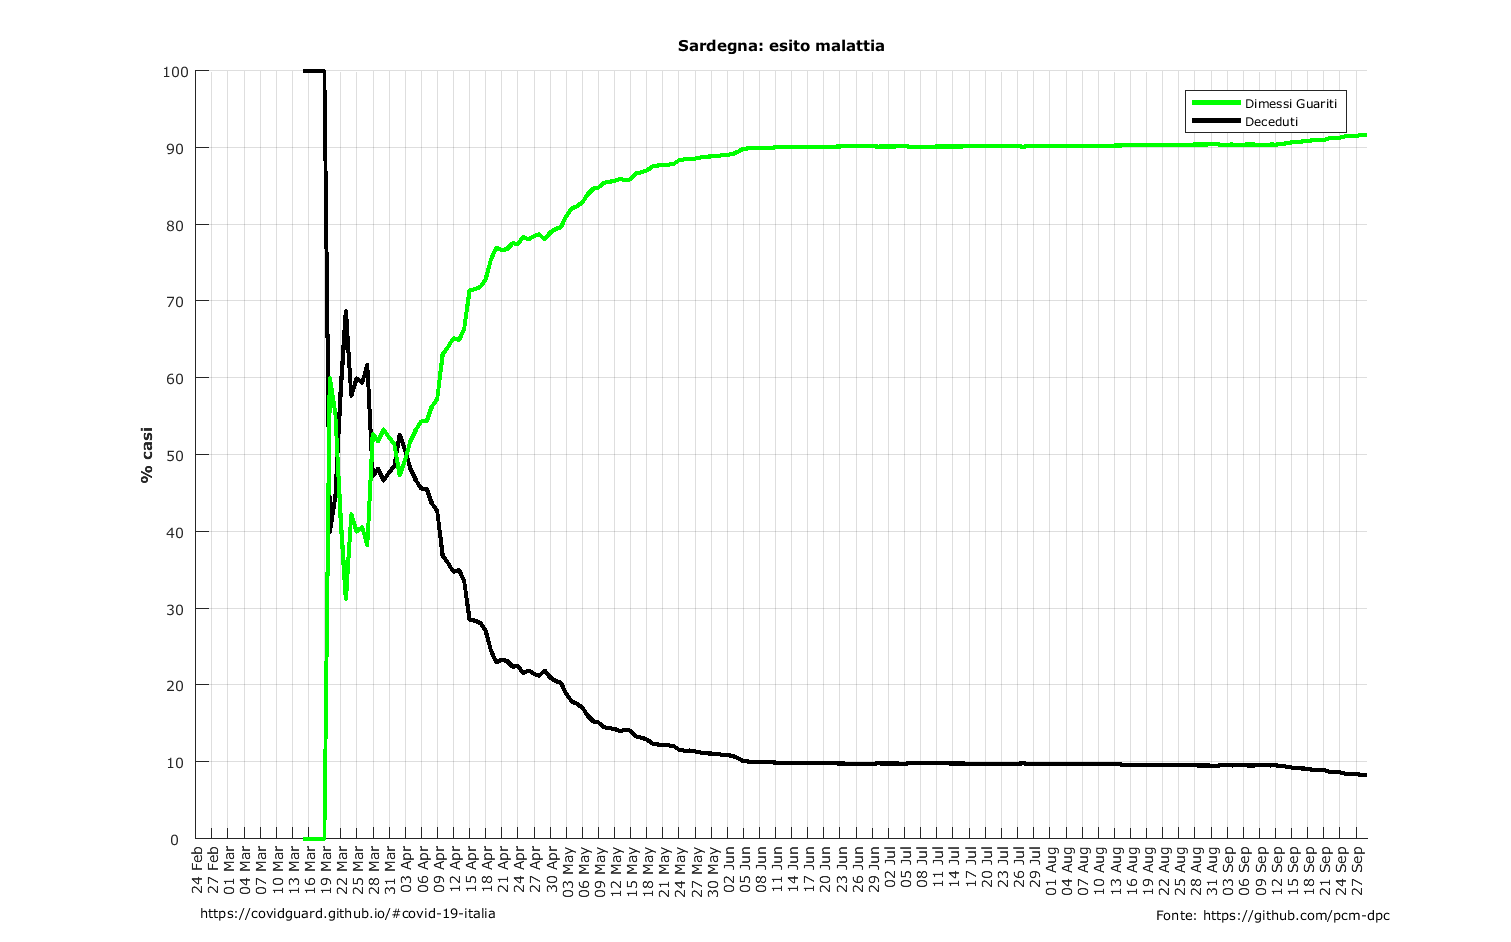 Sardegna: esito malattia
Dimessi Guariti
Deceduti
% casi
100
90
80
70
60
50
40
30
20
10
0
24 Feb
27 Feb
01 Mar
04 Mar
07 Mar
10 Mar
13 Mar
16 Mar
19 Mar
22 Mar
25 Mar
28 Mar
31 Mar
03 Apr
06 Apr
09 Apr
12 Apr
15 Apr
18 Apr
21 Apr
24 Apr
27 Apr
30 Apr
03 May
06 May
09 May
12 May
15 May
18 May
21 May
24 May
27 May
30 May
02 Jun
05 Jun
08 Jun
11 Jun
14 Jun
17 Jun
20 Jun
23 Jun
26 Jun
29 Jun
02 Jul
05 Jul
08 Jul
11 Jul
14 Jul
17 Jul
20 Jul
23 Jul
26 Jul
29 Jul
01 Aug
04 Aug
07 Aug
10 Aug
13 Aug
16 Aug
19 Aug
22 Aug
25 Aug
28 Aug
31 Aug
03 Sep
06 Sep
09 Sep
12 Sep
15 Sep
18 Sep
21 Sep
24 Sep
27 Sep
https://covidguard.github.io/#covid-19-italia
Fonte: https://github.com/pcm-dpc